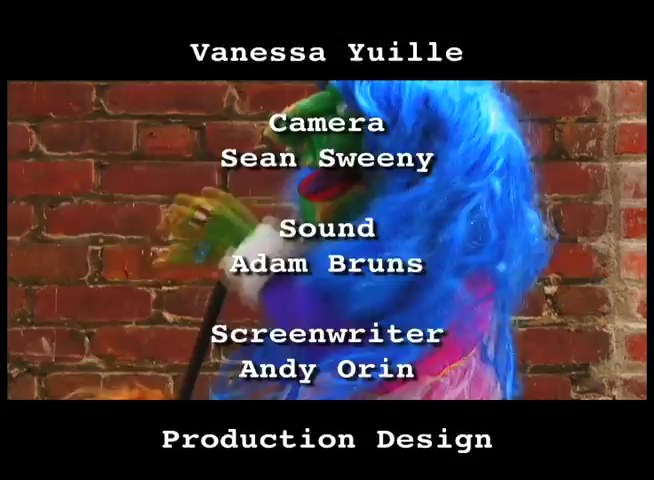 Vanessa Yuille
Camera
Sean Sweeny
Sound
Adam Bruns
Screenwriter
Andy Orin
Production Design